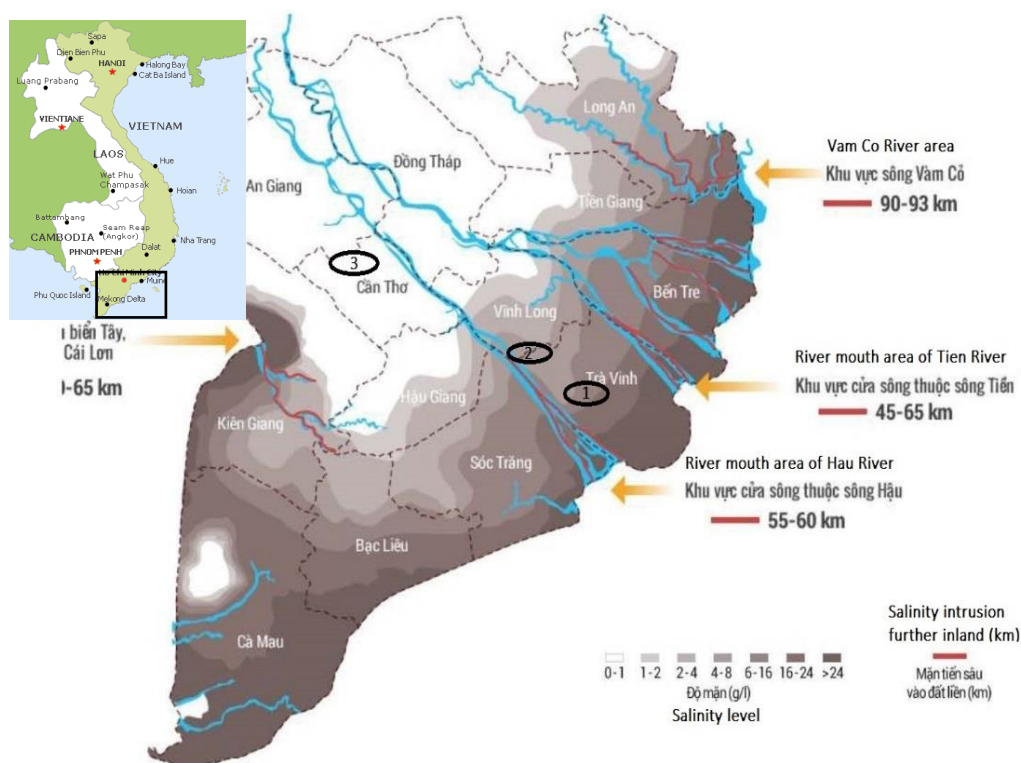 Sapa
Dien Bien Phu
HANOI
Halong Bay
Cat Ba Island
Luang Prabang
VIENTIANE
VIETNAM
LAOS
Hue
Wat Phu
Champasak
Hoian
Battambang
Seam Reap
(Angkor)
CAMBODIA
Nha Trang
PHNOM PENH
Dalat
Ho Chi Minh City
Phu Quoc Island
Mekong Delta
Long An
Đồng Tháp
An Giang
Tiền Giang
3
Cần Thơ
Bến Tre
Vĩnh Long
2
Trà Vinh
1
Hậu Giang
Kiên Giang
Sóc Trăng
Bạc Liêu
Cà Mau
biển Tây,
Cái Lớn
-65 km
Vam Co River area
Khu vực sông Vàm Cỏ
90-93 km
River mouth area of Tien River
Khu vực cửa sông thuộc sông Tiền
45-65 km
River mouth area of Hau River
Khu vực cửa sông thuộc sông Hậu
55-60 km
0-1 1-2 2-4 4-8 6-16 16-24 >24
Độ mặn (g/l)
Salinity level
Salinity intrusion
further inland (km)
Mặn tiến sâu
vào đất liền (km)